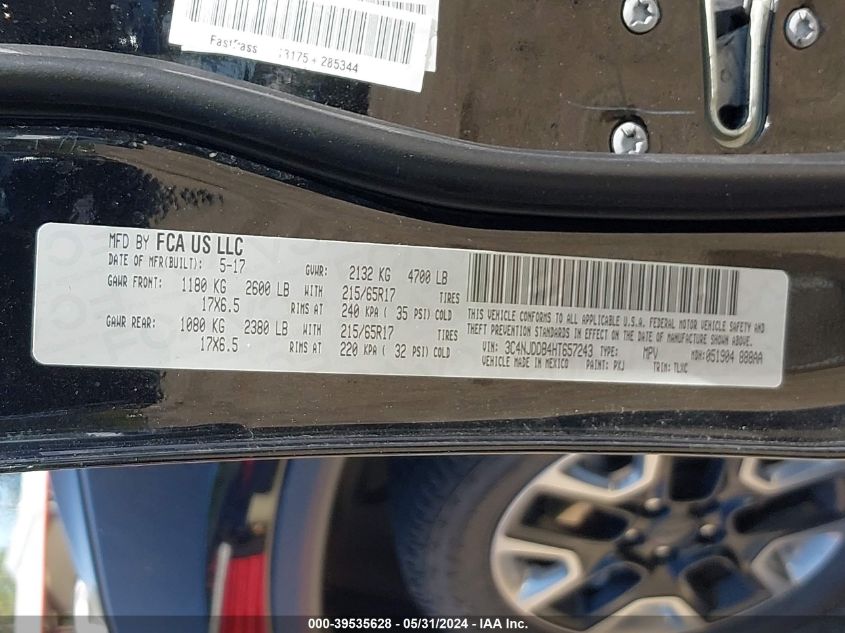 FastPass 13175 + 285344
MFD BY FCA US LLC
DATE OF MFR(BUILT): 5-17 GVWR: 2132 KG 4700 LB
GAWR FRONT: 1180 KG 2600 LB WITH 215/65R17 TIRES
17X6.5 RIMS AT 240 KPA ( 35 PSI) COLD
GAWR REAR: 1080 KG 2380 LB WITH 215/65R17 TIRES
17X6.5 RIMS AT 220 KPA ( 32 PSI) COLD
THIS VEHICLE CONFORMS TO ALL APPLICABLE U.S.A. FEDERAL MOTOR VEHICLE SAFETY AND
THEFT PREVENTION STANDARDS IN EFFECT ON THE DATE OF MANUFACTURE SHOWN ABOVE.
VIN: 3C4NJDDB4HT657243 TYPE: MPV MDH: 051904 888AA
VEHICLE MADE IN MEXICO PAINT: PXJ TRIM: TLXC
000-39535628 - 05/31/2024 - IAA Inc.